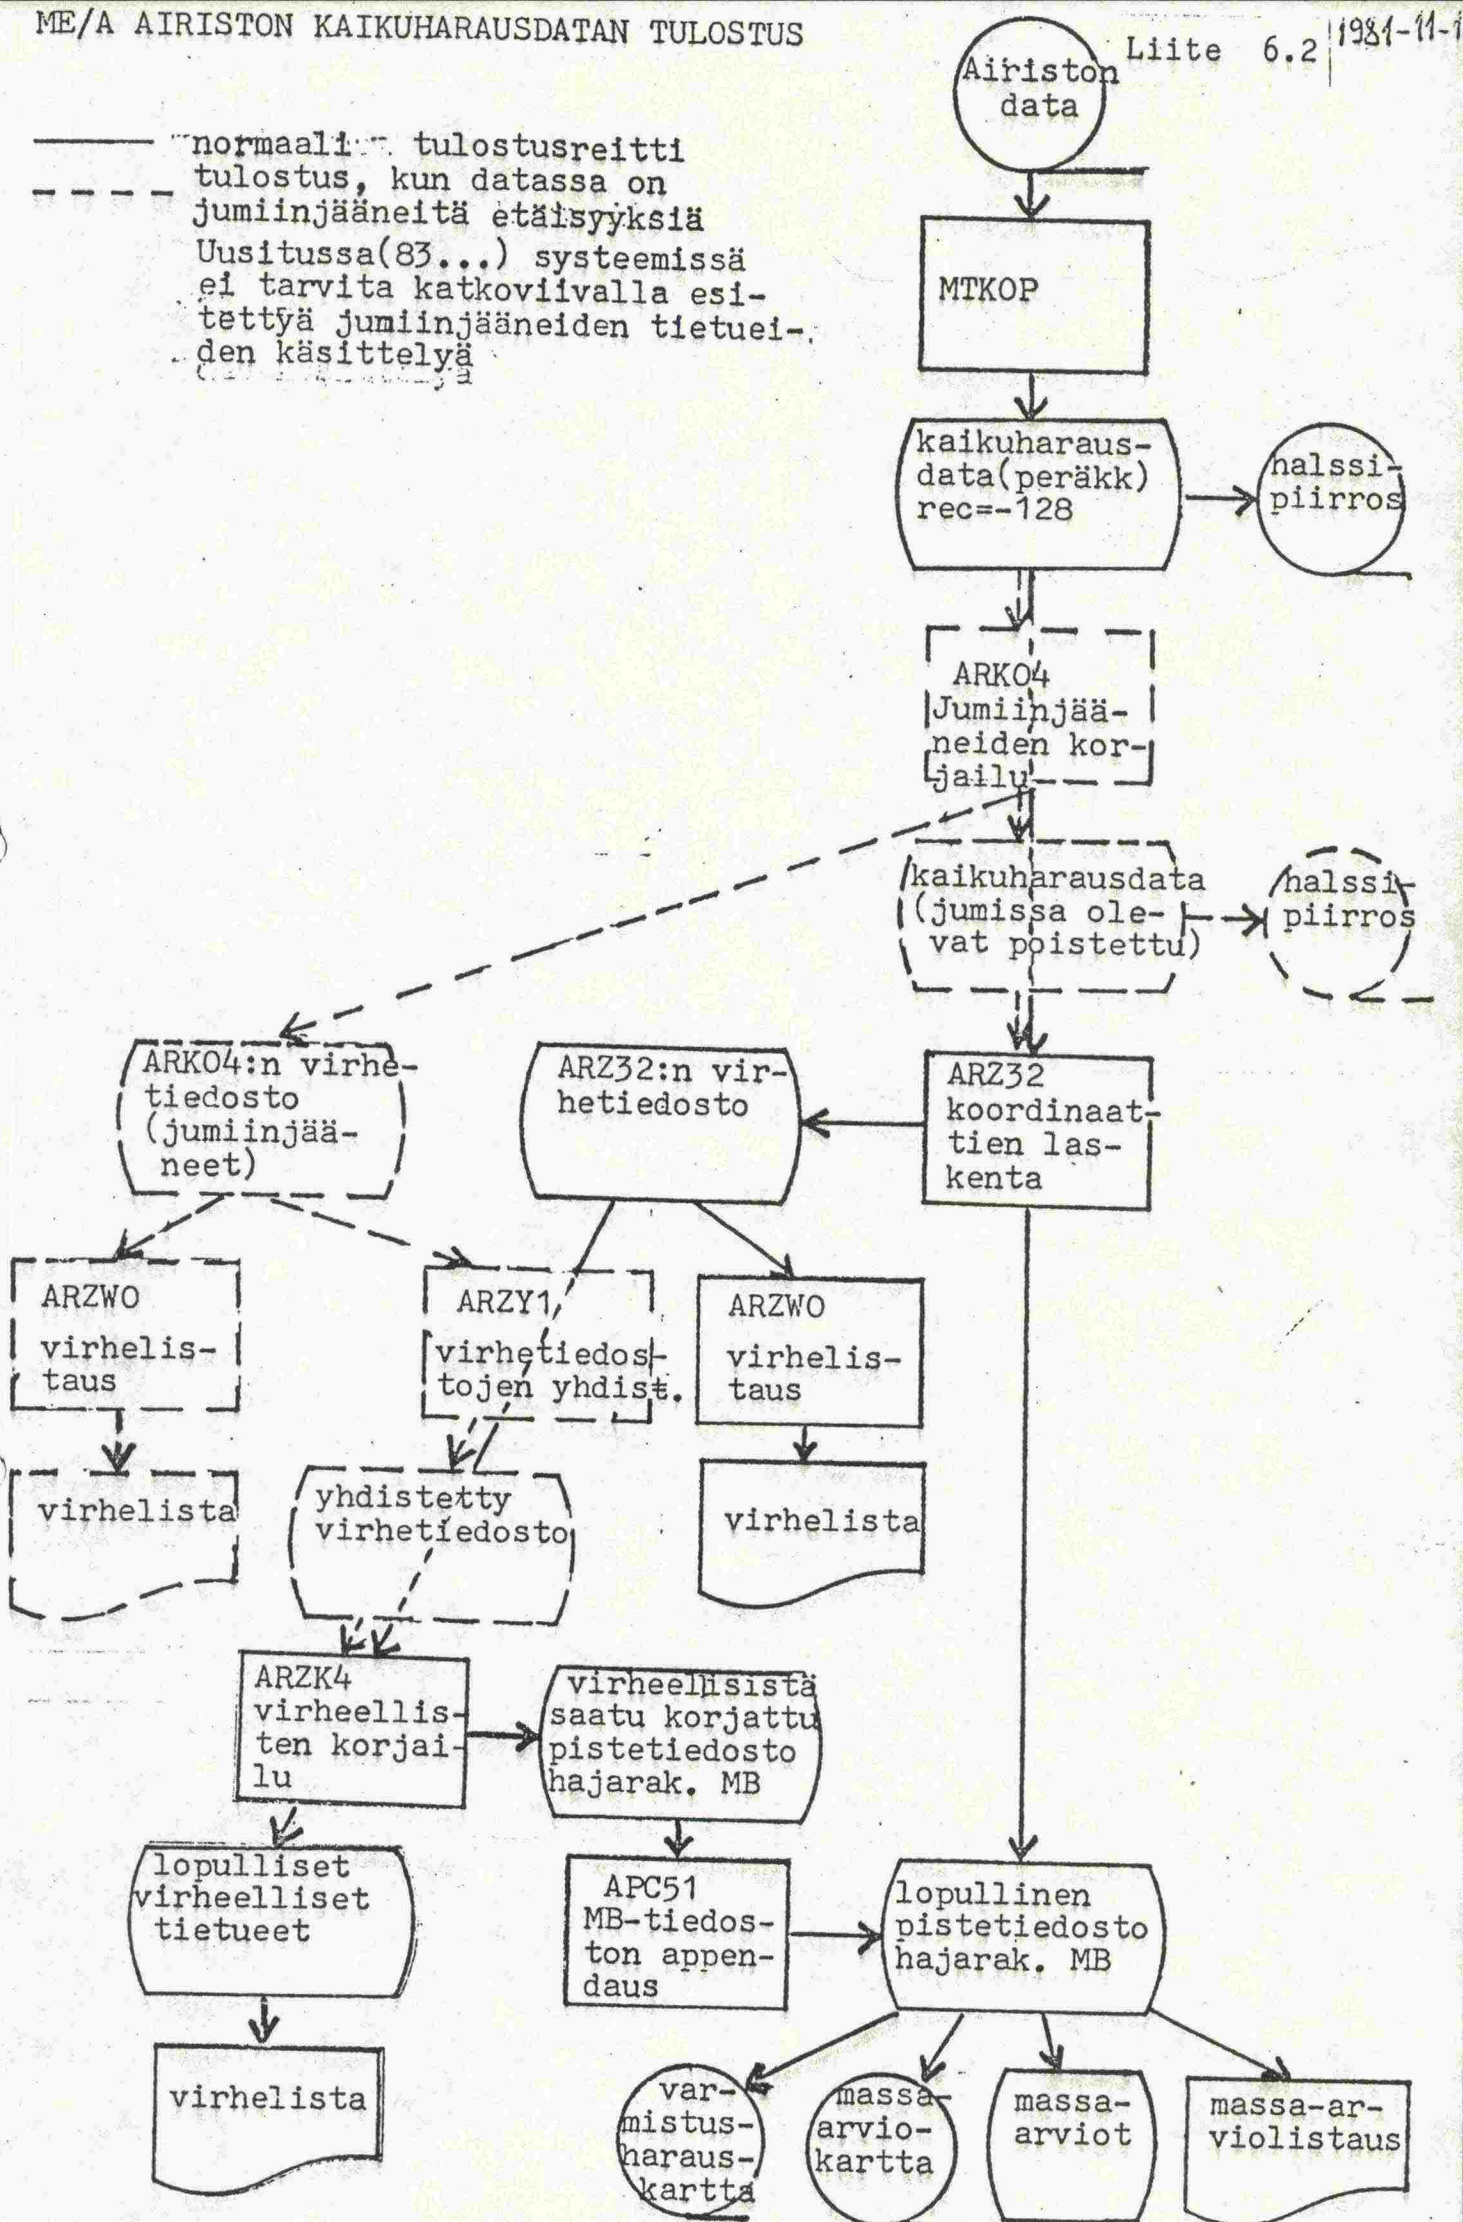 ME/A AIRISTON KAIKUHARAUSDATAN TULOSTUS
Liite 6.2
Airiston
data
normaali tulostusreitti
tulostus, kun datassa on
jumiinjääneitä etäisyyksiä
Uusitussa(83...) systeemissä
ei tarvita katkoviivalla esi-
tettyä jumiinjääneiden tietuei-
den käsittelyä
MTKOP
kaikuharaus-
data(peräkk)
rec=-128
halssi-
piirros
ARKO4
Jumiinjää-
neiden kor-
jailu
kaikuharausdata
(jumissa ole-
vat poistettu)
halssi-
piirros
ARKO4:n virhe-
tiedosto
(jumiinjää-
neet)
ARZ32:n vir-
hetiedosto
ARZ32
koordinaat-
tien las-
kenta
ARZWO
virhelis-
taus
ARZY1
virhetiedos-
tojen yhdist.
ARZWO
virhelis-
taus
virhelista
yhdistetty
virhetiedosto
virhelista
ARZK4
virheellis-
ten korjai-
lu
virheellisistä
saatu korjattu
pistetiedosto
hajarak. MB
lopulliset
virheelliset
tietueet
APC51
MB-tiedos-
ton appen-
daus
lopullinen
pistetiedosto
hajarak. MB
virhelista
var-
mistus-
haraus-
kartta
massa-
arvio-
kartta
massa-
arviot
massa-ar-
violistaus